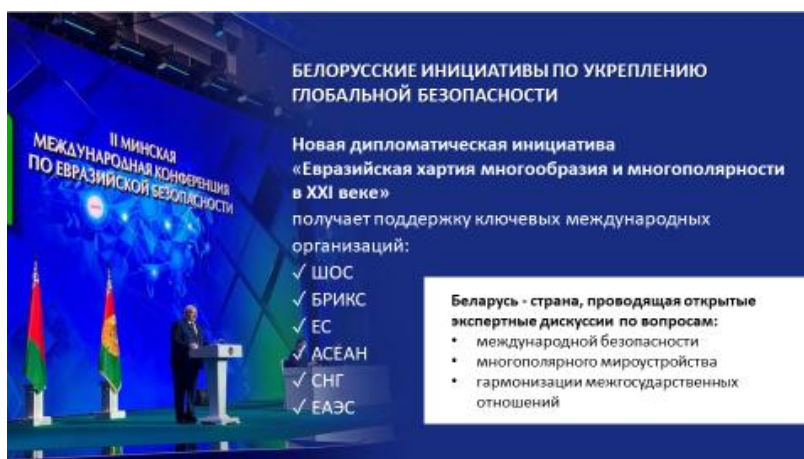 II МИНСКАЯ
МЕЖДУНАРОДНАЯ КОНФЕРЕНЦИЯ
ПО ЕВРАЗИЙСКОЙ БЕЗОПАСНОСТИ
БЕЛОРУССКИЕ ИНИЦИАТИВЫ ПО УКРЕПЛЕНИЮ
ГЛОБАЛЬНОЙ БЕЗОПАСНОСТИ
Новая дипломатическая инициатива
«Евразийская хартия многообразия и многополярности
в XXI веке»
получает поддержку ключевых международных
организаций:
✓ ШОС
✓ БРИКС
✓ ЕС
✓ АСЕАН
✓ СНГ
✓ ЕАЭС
Беларусь - страна, проводящая открытые
экспертные дискуссии по вопросам:
• международной безопасности
• многополярного мироустройства
• гармонизации межгосударственных
отношений